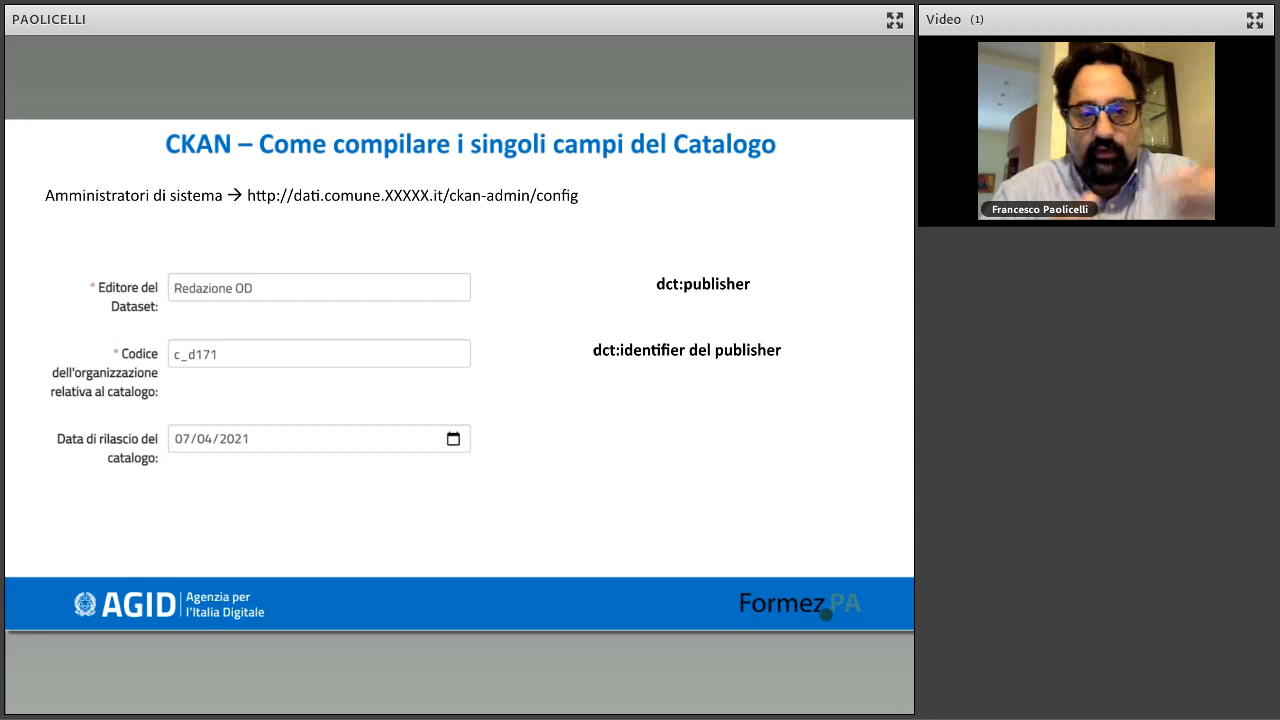 PAOLICELLI
Video (1)
CKAN – Come compilare i singoli campi del Catalogo
Amministratori di sistema → http://dati.comune.XXXXX.it/ckan-admin/config
* Editore del
Dataset:
Redazione OD
dct:publisher
* Codice
dell'organizzazione
relativa al catalogo:
c_d171
dct:identifier del publisher
Data di rilascio del
catalogo:
07/04/2021
AGID
Agenzia per
l'Italia Digitale
Formez PA
Francesco Paolicelli